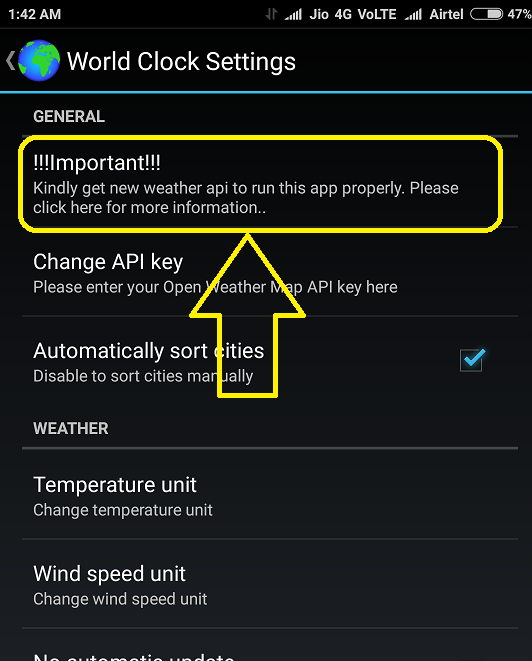 1:42 AM Jio 4G VoLTE Airtel 47%
World Clock Settings
GENERAL
!!!Important!!!
Kindly get new weather api to run this app properly. Please
click here for more information..
Change API key
Please enter your Open Weather Map API key here
Automatically sort cities
Disable to sort cities manually
WEATHER
Temperature unit
Change temperature unit
Wind speed unit
Change wind speed unit
No automatic update